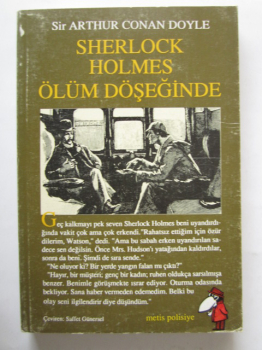 Sir ARTHUR CONAN DOYLE
SHERLOCK
HOLMES
ÖLÜM DÖŞEĞİNDE
Geç kalkmayı pek seven Sherlock Holmes beni uyandırdı-
ğında vakit çok ama çok erkendi. "Rahatsız ettiğim için özür
dilerim, Watson," dedi. "Ama bu sabah erken uyandırılan sa-
dece sen değilsin. Önce Mrs. Hudson'ı yatağından kaldırdılar,
sonra da beni. Şimdi de sıra sende."
"Ne oluyor ki? Bir yerde yangın falan mı çıktı?"
"Hayır, bir müşteri; genç bir kadın; ruhen oldukça sarsılmışa
benzer. Benimle görüşmekte ısrar ediyor. Oturma odasında
bekliyor. Sana haber vermeden edemedim. Belki bu
olay seni ilgilendirir diye düşündüm."
Çeviren: Sallst Günersel
metis polisiye